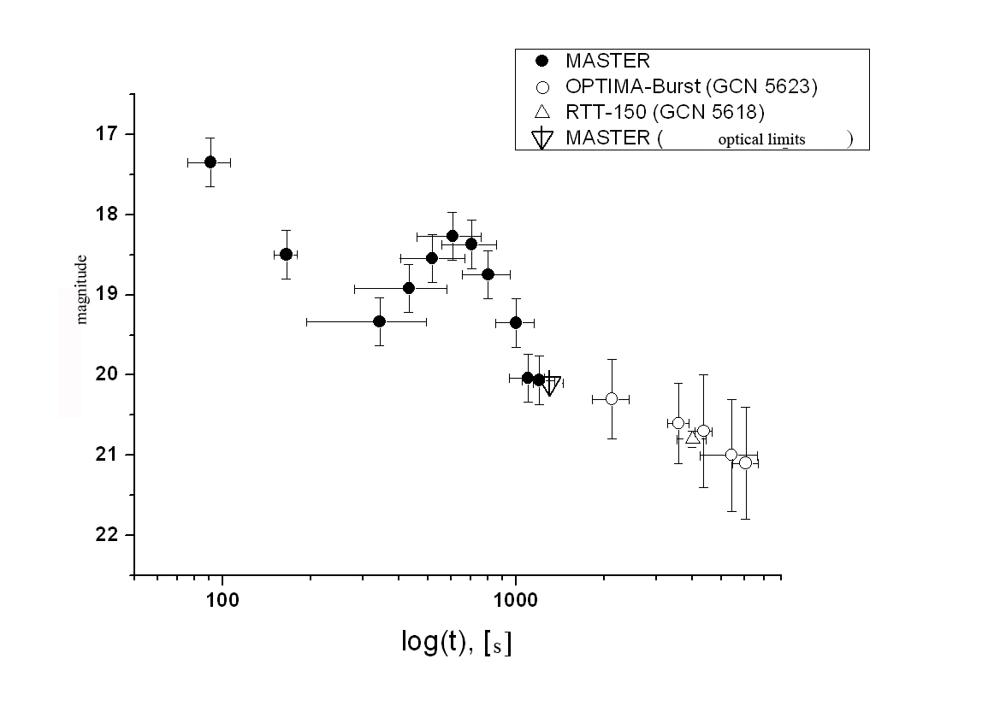 MASTER
OPTIMA-Burst (GCN 5623)
RTT-150 (GCN 5618)
MASTER ( optical limits )
17
18
19
20
21
22
magnitude
100 1000
log(t), [s]